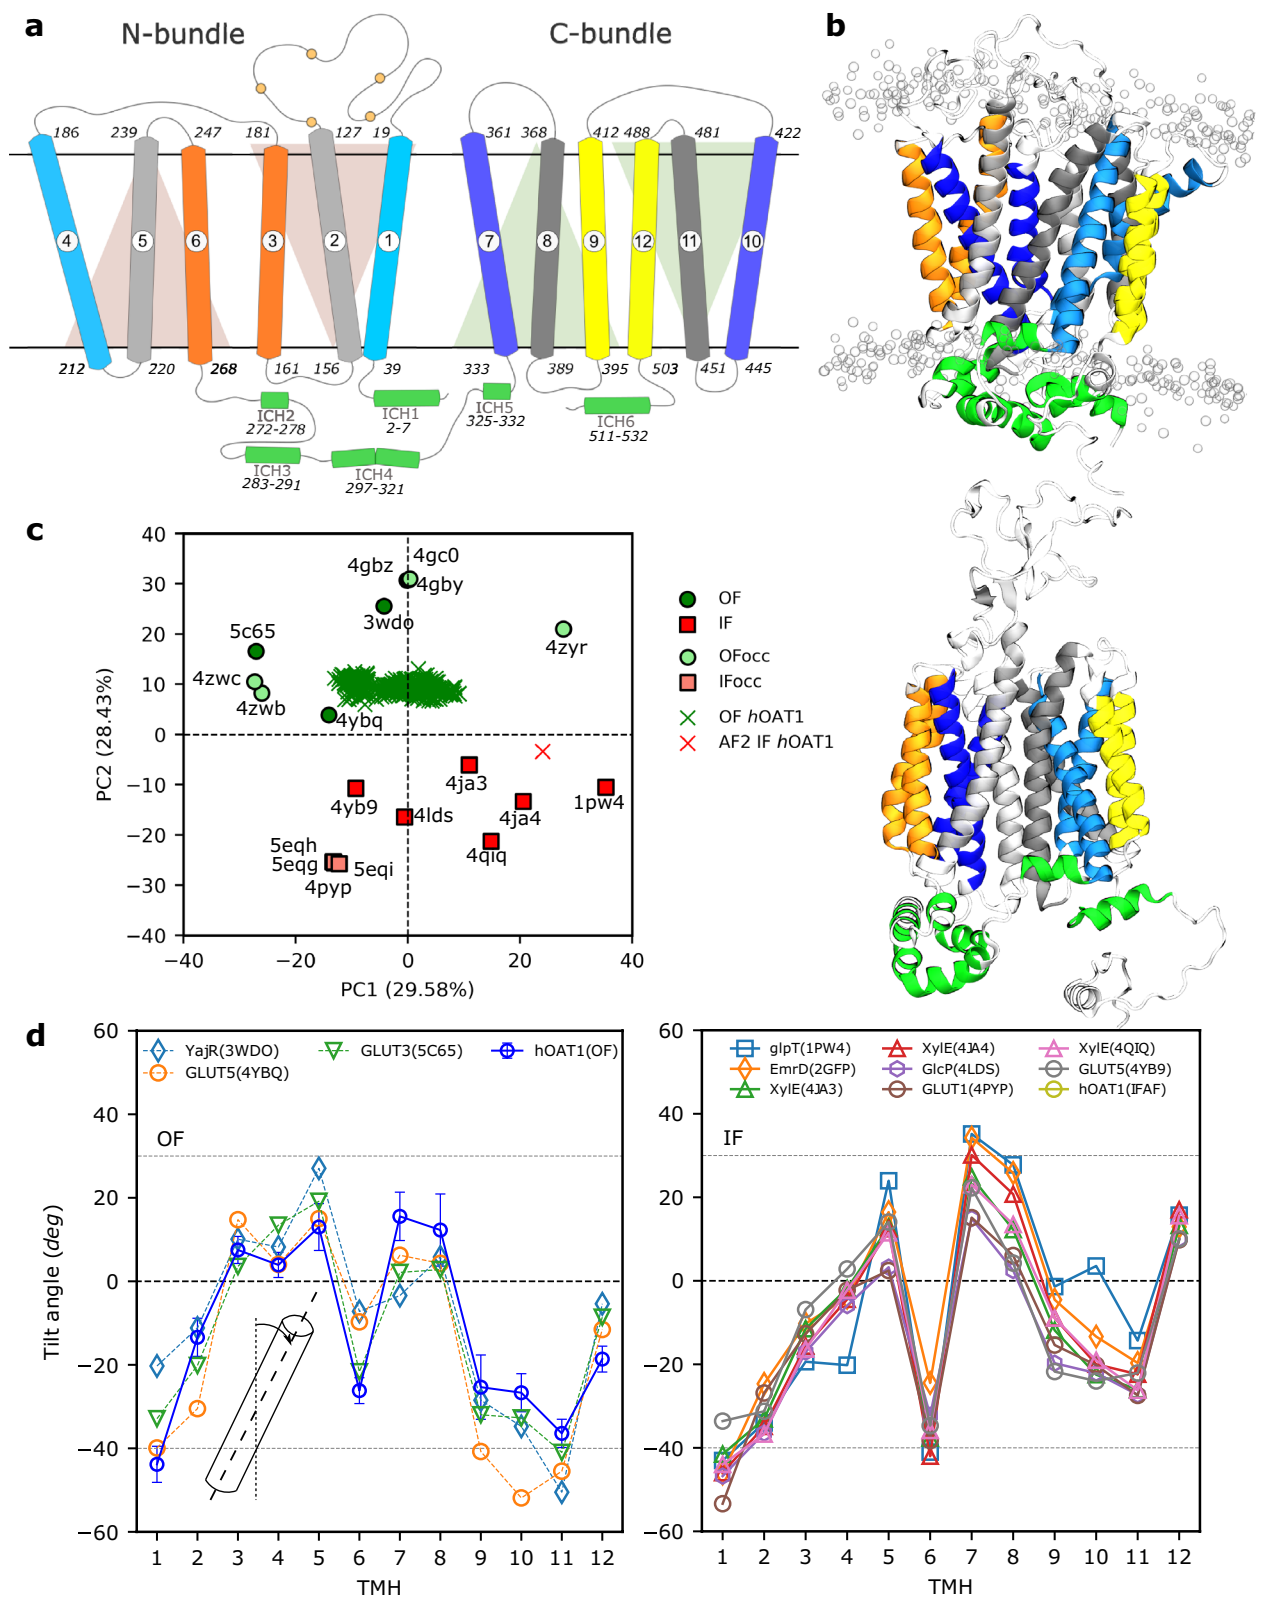 a
N-bundle
C-bundle
b
186 239 247 181 127 19 361 368 412 488 481 422
4 5 6 3 2 1 7 8 9 12 11 10
212 220 268 161 156 39 333 389 395 503 451 445
ICH2
272-278
ICH1
2-7
ICH5
325-332
ICH6
511-532
ICH3
283-291
ICH4
297-321
c
40
30
20
10
0
−10
−20
−30
−40
PC2 (28.43%)
4gbz
4gc0
4gby
3wdo
4zyr
5c65
4zwc
4zwb
4ybq
4ja3
4yb9
4lds
4ja4
1pw4
4qiq
5eqh
5eqg
5eqi
4pyp
−40 −20 0 20 40
PC1 (29.58%)
OF
IF
OFocc
IFocc
OF hOAT1
AF2 IF hOAT1
d
60
40
20
0
−20
−40
−60
Tilt angle (deg)
YajR(3WDO)
GLUT5(4YBQ)
GLUT3(5C65)
hOAT1(OF)
OF
1 2 3 4 5 6 7 8 9 10 11 12
TMH
60
40
20
0
−20
−40
−60
glpT(1PW4)
EmrD(2GFP)
XylE(4JA3)
XylE(4JA4)
GlcP(4LDS)
GLUT1(4PYP)
XylE(4QIQ)
GLUT5(4YB9)
hOAT1(IFAF)
IF
1 2 3 4 5 6 7 8 9 10 11 12
TMH